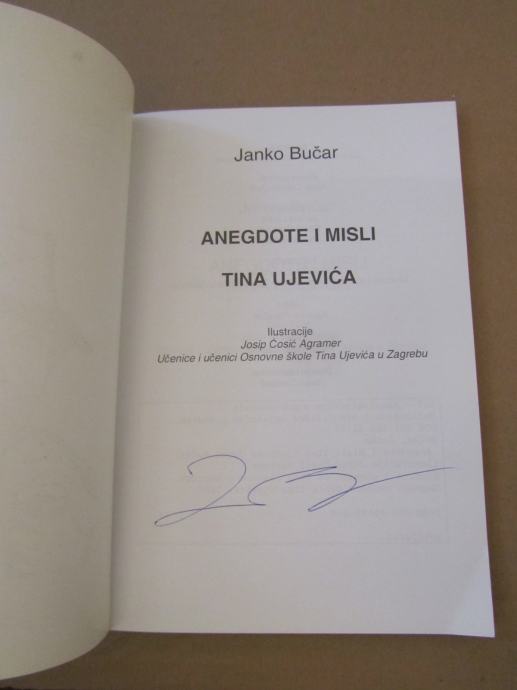 Janko Bučar
ANEGDOTE I MISLI
TINA UJEVIĆA
Ilustracije
Josip Ćosić Agramer
Učenice i učenici Osnovne škole Tina Ujevića u Zagrebu